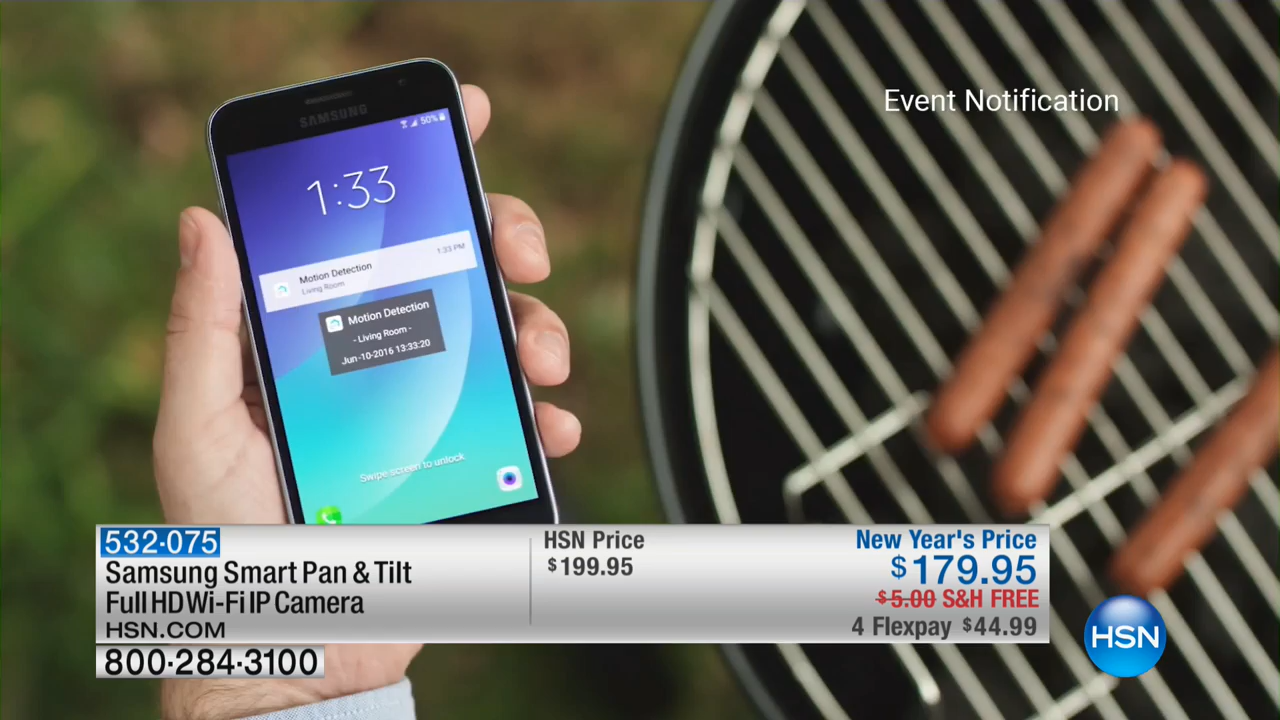 Event Notification
SAMSUNG
50%
1:33
Motion Detection
1:33 PM
Living Room
Motion Detection
- Living Room -
Jun-10-2016 13:33:20
Swipe screen to unlock
532-075
Samsung Smart Pan & Tilt
Full HD Wi-Fi IP Camera
HSN.COM
800-284-3100
HSN Price
$199.95
New Year's Price
$179.95
$5.00 S&H FREE
4 Flexpay $44.99
HSN